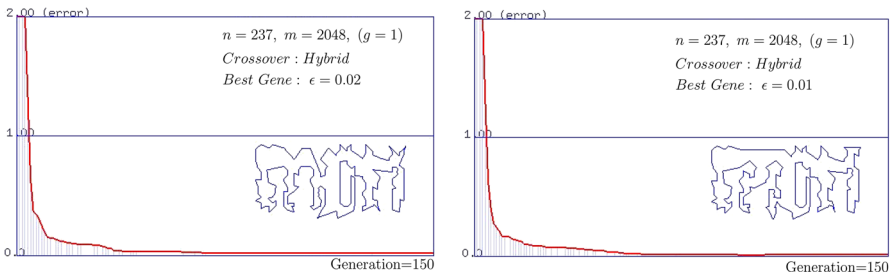 2.00 (error)
n = 237, m = 2048, (g = 1)
Crossover : Hybrid
Best Gene : ϵ = 0.02
1.00
0.0
Generation=150
2.00 (error)
n = 237, m = 2048, (g = 1)
Crossover : Hybrid
Best Gene : ϵ = 0.01
1.00
0.0
Generation=150